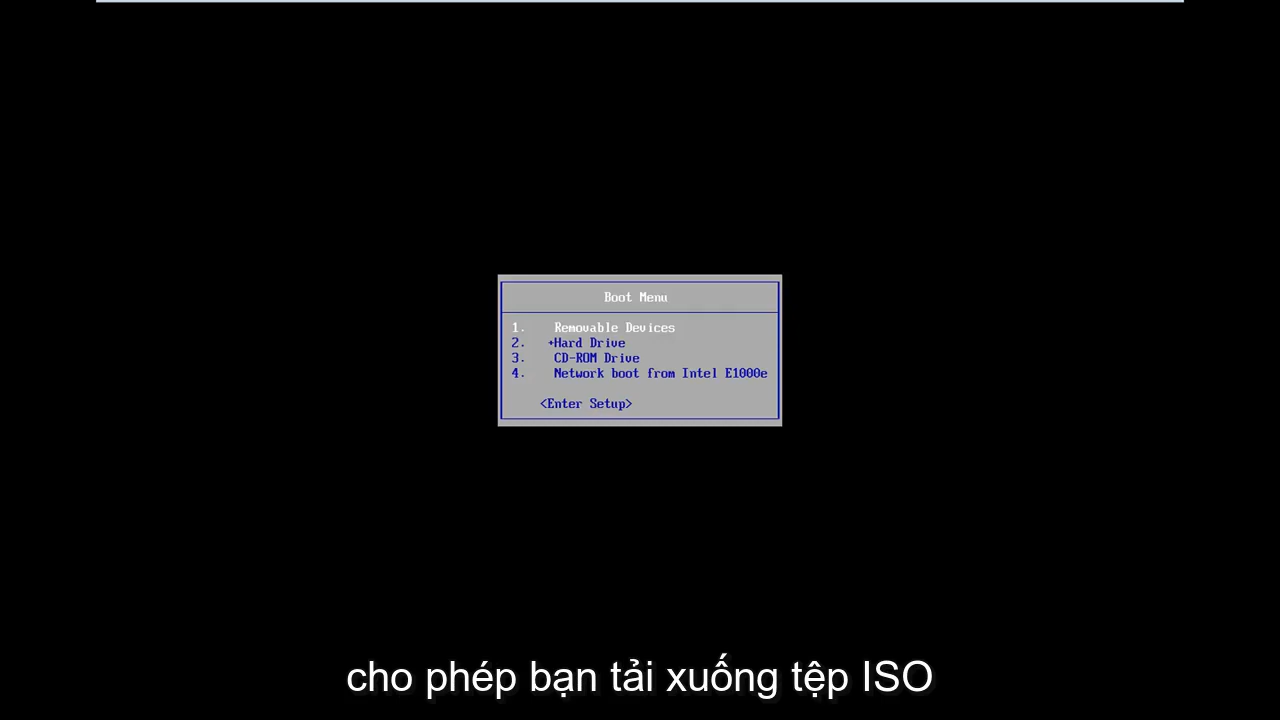 Boot Menu
1. Removable Devices
2. +Hard Drive
3. CD-ROM Drive
4. Network boot from Intel E1000e
<Enter Setup>
cho phép bạn tải xuống tệp ISO